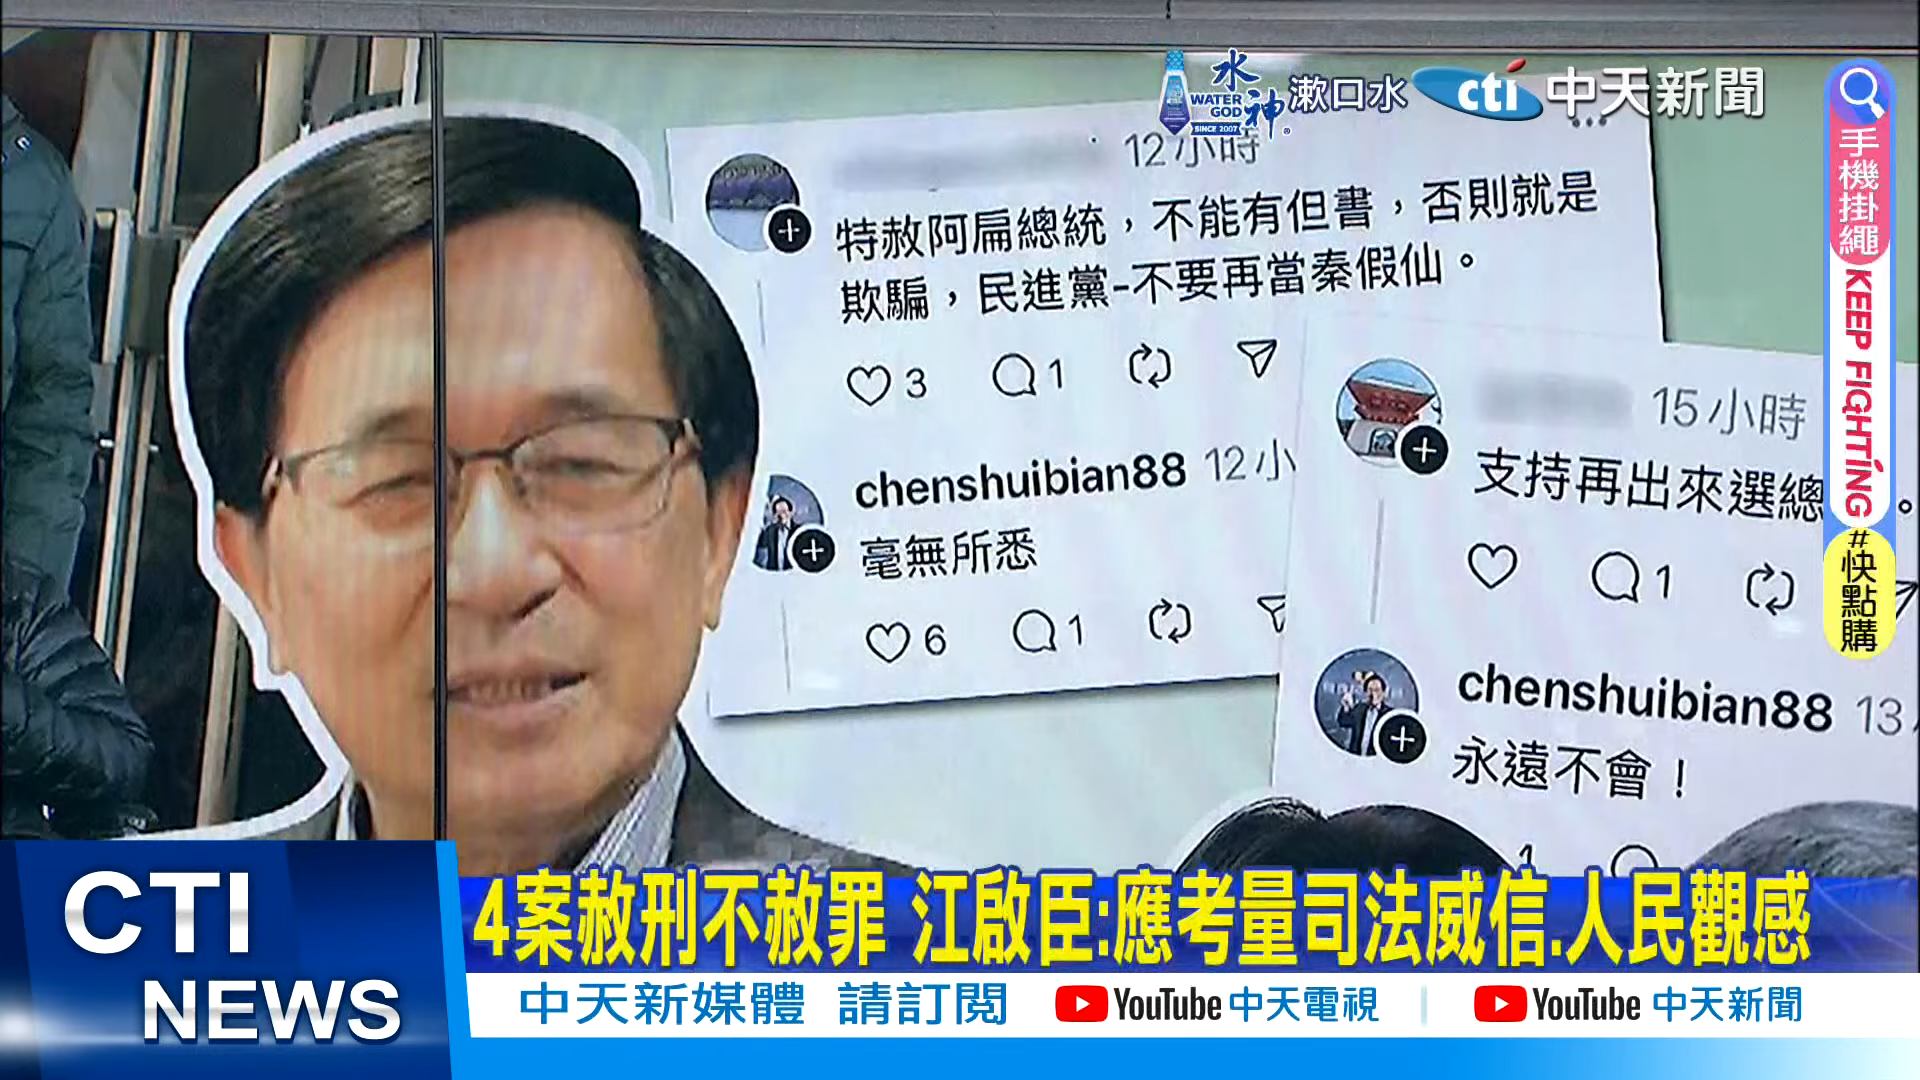 水神
WATER GOD
SINCE 2007
漱口水
cti 中天新聞
12小時
特赦阿扁總統，不能有但書，否則就是
欺騙，民進黨-不要再當秦假仙。
3
1
chenshuibian88 12小
毫無所悉
6
1
15小時
支持再出來選總
。
1
chenshuibian88 13
永遠不會！
1
手機掛繩
KEEP FIGHTING
#快點購
CTI
NEWS
4案赦刑不赦罪 江啟臣:應考量司法威信.人民觀感
中天新媒體 請訂閱 YouTube 中天電視 YouTube 中天新聞